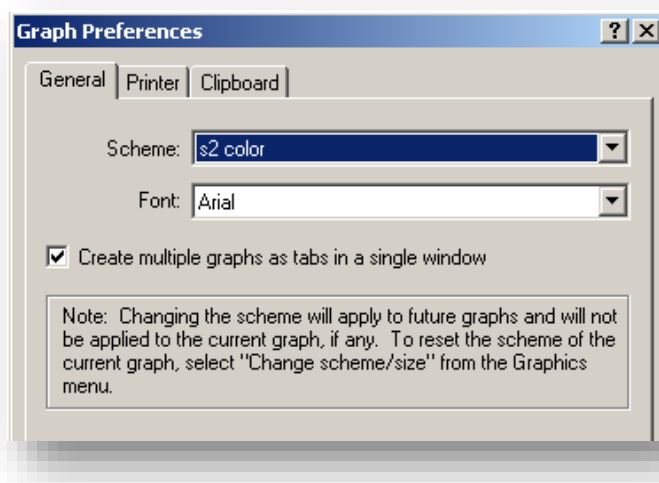 Graph Preferences
General Printer Clipboard
Scheme: s2 color
Font: Arial
Create multiple graphs as tabs in a single window
Note: Changing the scheme will apply to future graphs and will not
be applied to the current graph, if any. To reset the scheme of the
current graph, select "Change scheme/size" from the Graphics
menu.